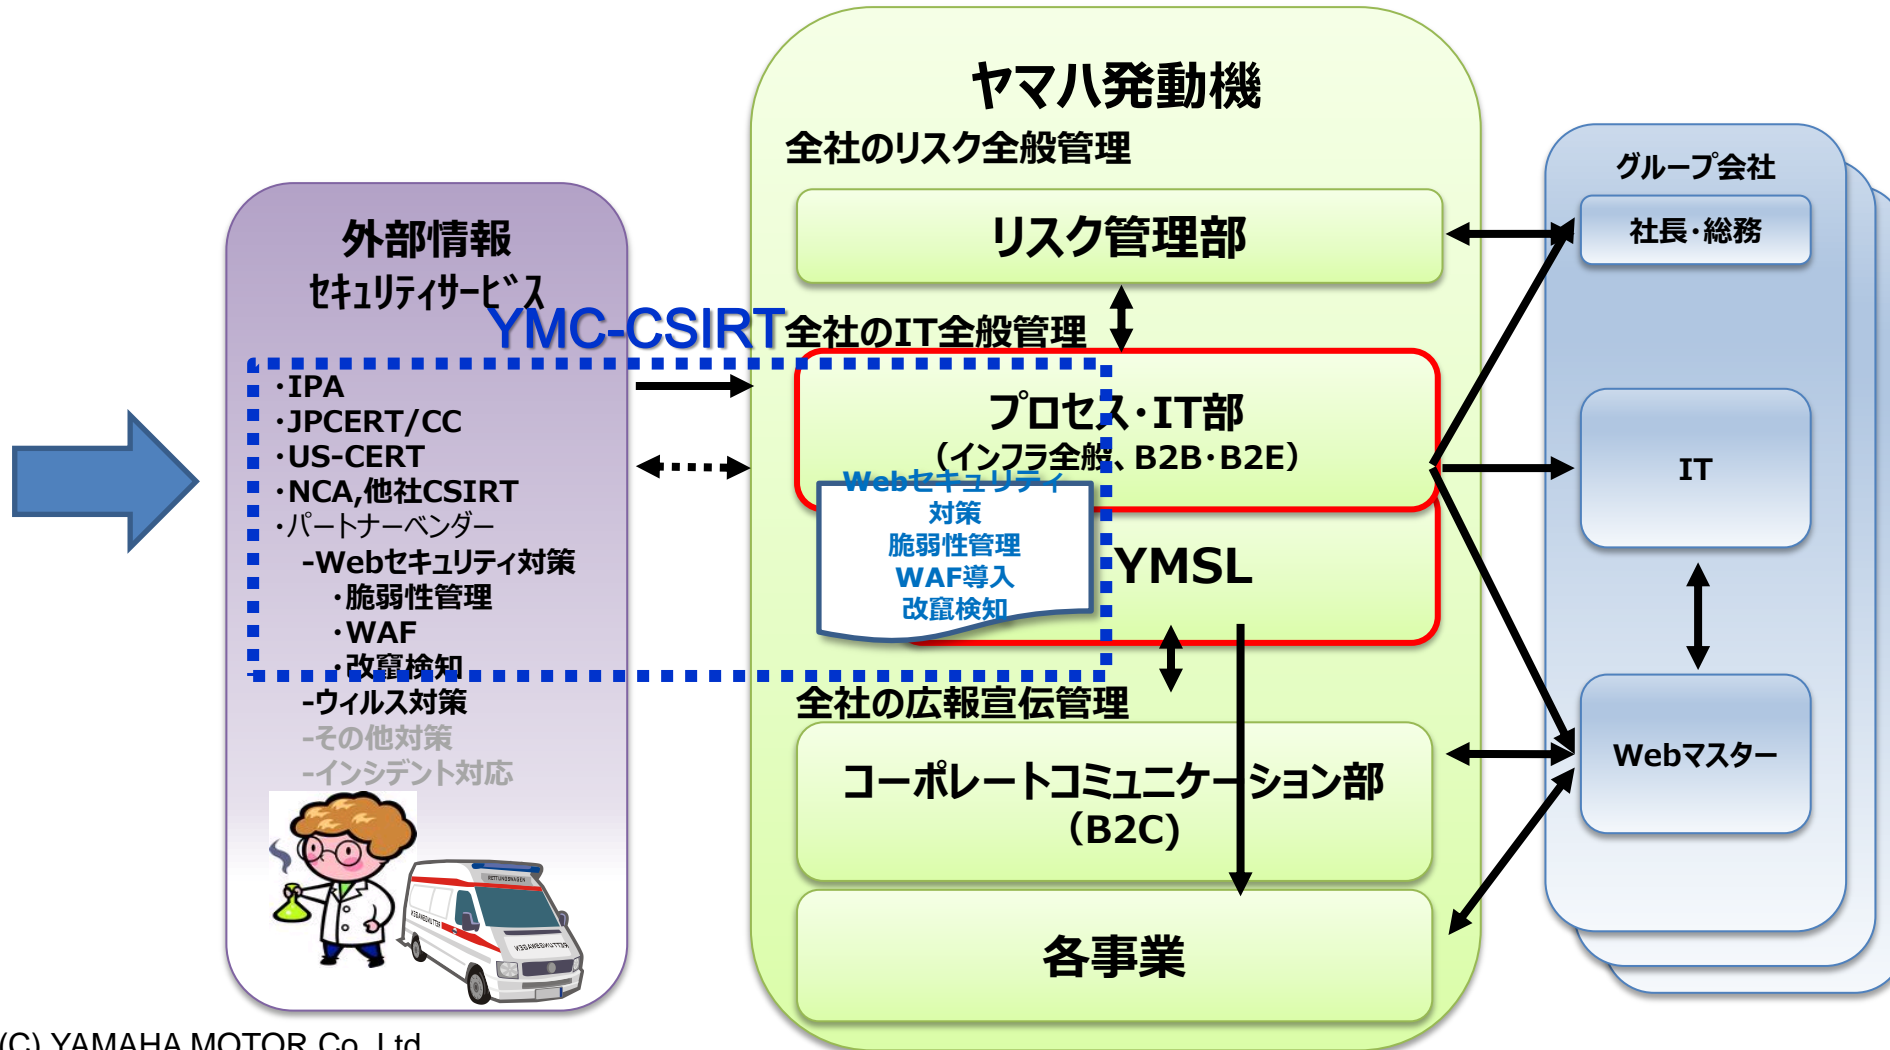 ヤマハ発動機
全社のリスク全般管理
リスク管理部
外部情報
ｾｷｭﾘﾃｨｻｰﾋﾞｽ
YMC-CSIRT
・IPA
・JPCERT/CC
・US-CERT
・NCA,他社CSIRT
・パートナーベンダー
-Webセキュリティ対策
・脆弱性管理
・WAF
・改竄検知
-ウィルス対策
-その他対策
-インシデント対応
全社のIT全般管理
プロセス・IT部
（インフラ全般、B2B・B2E）
Webセキュリティ
対策
脆弱性管理
WAF導入
改竄検知
YMSL
全社の広報宣伝管理
コーポレートコミュニケーション部
（B2C)
各事業
グループ会社
社長・総務
IT
Webマスター
RETTUNGSWAGEN
(C) YAMAHA MOTOR Co.,Ltd